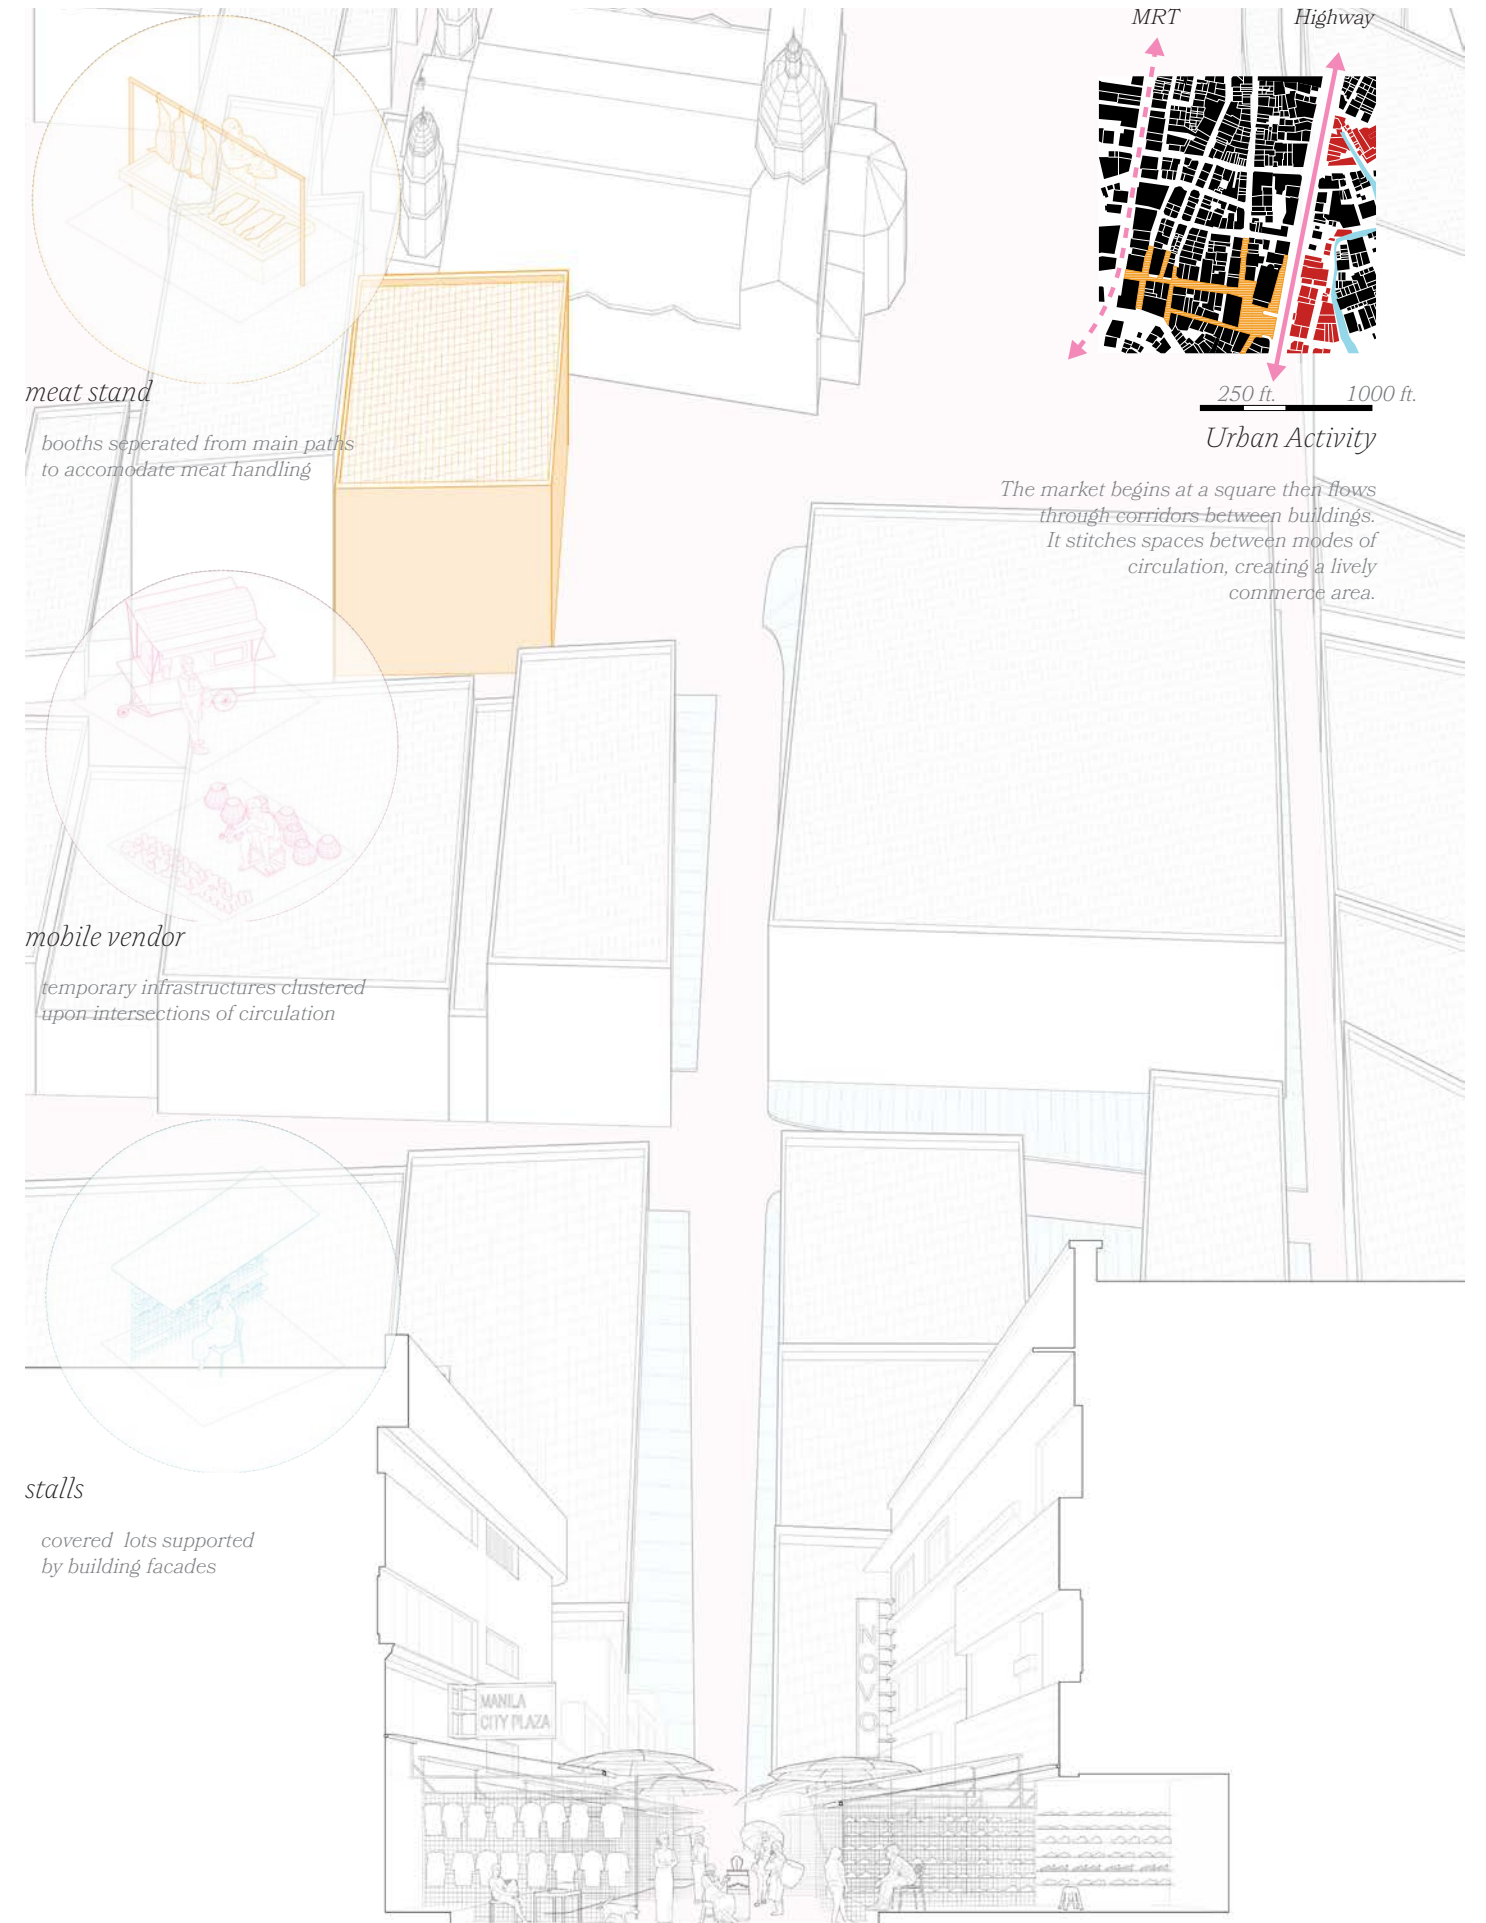 MRT
Highway
250 ft.
1000 ft.
Urban Activity
The market begins at a square then flows
through corridors between buildings.
It stitches spaces between modes of
circulation, creating a lively
commerce area.
meat stand
booths seperated from main paths
to accomodate meat handling
mobile vendor
temporary infrastructures clustered
upon intersections of circulation
stalls
covered lots supported
by building facades
MANILA
CITY PLAZA
NOVO